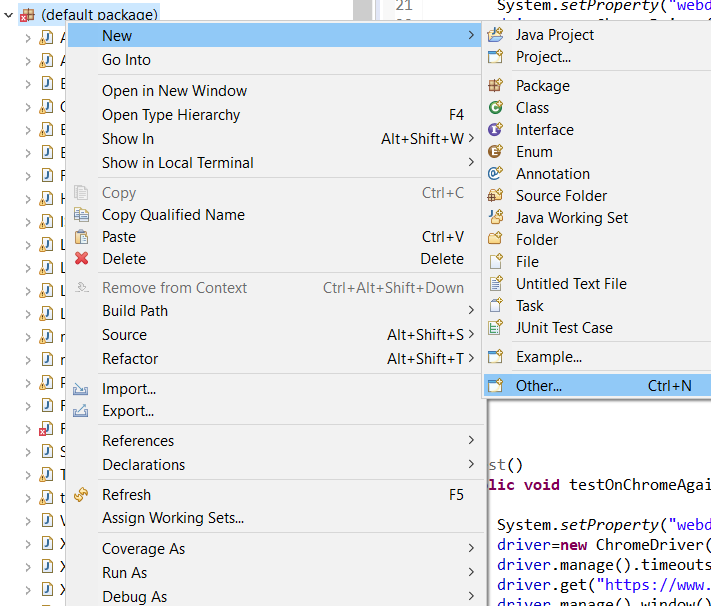 (default package)
21
System.setProperty("webd
New
Go Into
Open in New Window
Open Type Hierarchy F4
Show In Alt+Shift+W
Show in Local Terminal
Copy Ctrl+C
Copy Qualified Name
Paste Ctrl+V
Delete Delete
Remove from Context Ctrl+Alt+Shift+Down
Build Path
Source Alt+Shift+S
Refactor Alt+Shift+T
Import...
Export...
References
Declarations
Refresh F5
Assign Working Sets...
Coverage As
Run As
Debug As
Java Project
Project...
Package
Class
Interface
Enum
Annotation
Source Folder
Java Working Set
Folder
File
Untitled Text File
Task
JUnit Test Case
Example...
Other... Ctrl+N
st()
lic void testOnChromeAgai
System.setProperty("webd
driver=new ChromeDriver(
driver.manage().timeouts
driver.get("https://www.
driver.manage().window()